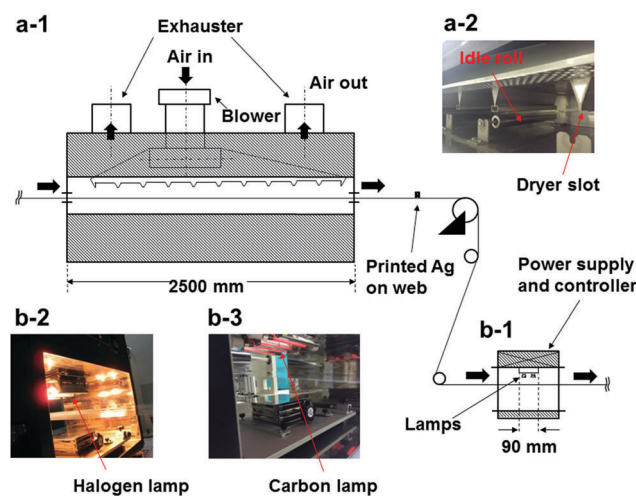 a-1
Exhauster
Air in
Air out
Blower
2500 mm
Printed Ag
on web
a-2
Idle roll
Dryer slot
Power supply
and controller
b-1
Lamps
90 mm
b-2
Halogen lamp
b-3
Carbon lamp